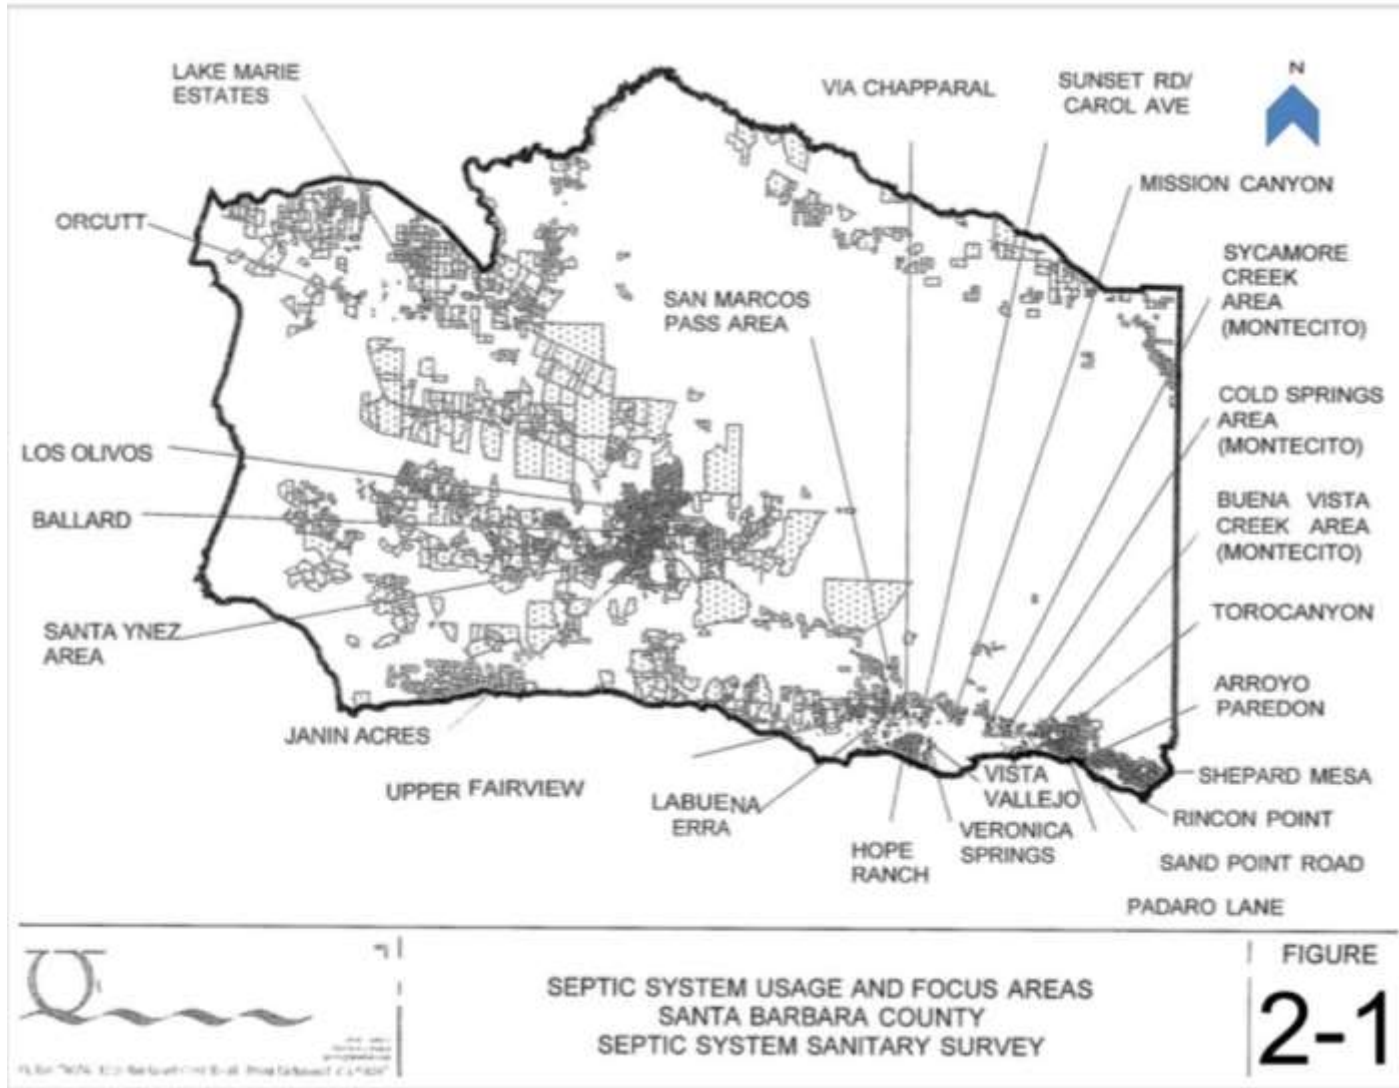 LAKE MARIE
ESTATES
VIA CHAPPARAL
SUNSET RD/
CAROL AVE
N
MISSION CANYON
ORCUTT
SYCAMORE
CREEK
AREA
(MONTECITO)
SAN MARCOS
PASS AREA
COLD SPRINGS
AREA
(MONTECITO)
LOS OLIVOS
BALLARD
BUENA VISTA
CREEK AREA
(MONTECITO)
SANTA YNEZ
AREA
TOROCANYON
ARROYO
PAREDON
JANIN ACRES
UPPER FAIRVIEW
LABUENA
ERRA
VISTA
VALLEJO
SHEPARD MESA
RINCON POINT
HOPE
RANCH
VERONICA
SPRINGS
SAND POINT ROAD
PADARO LANE
SEPTIC SYSTEM USAGE AND FOCUS AREAS
SANTA BARBARA COUNTY
SEPTIC SYSTEM SANITARY SURVEY
FIGURE
2-1